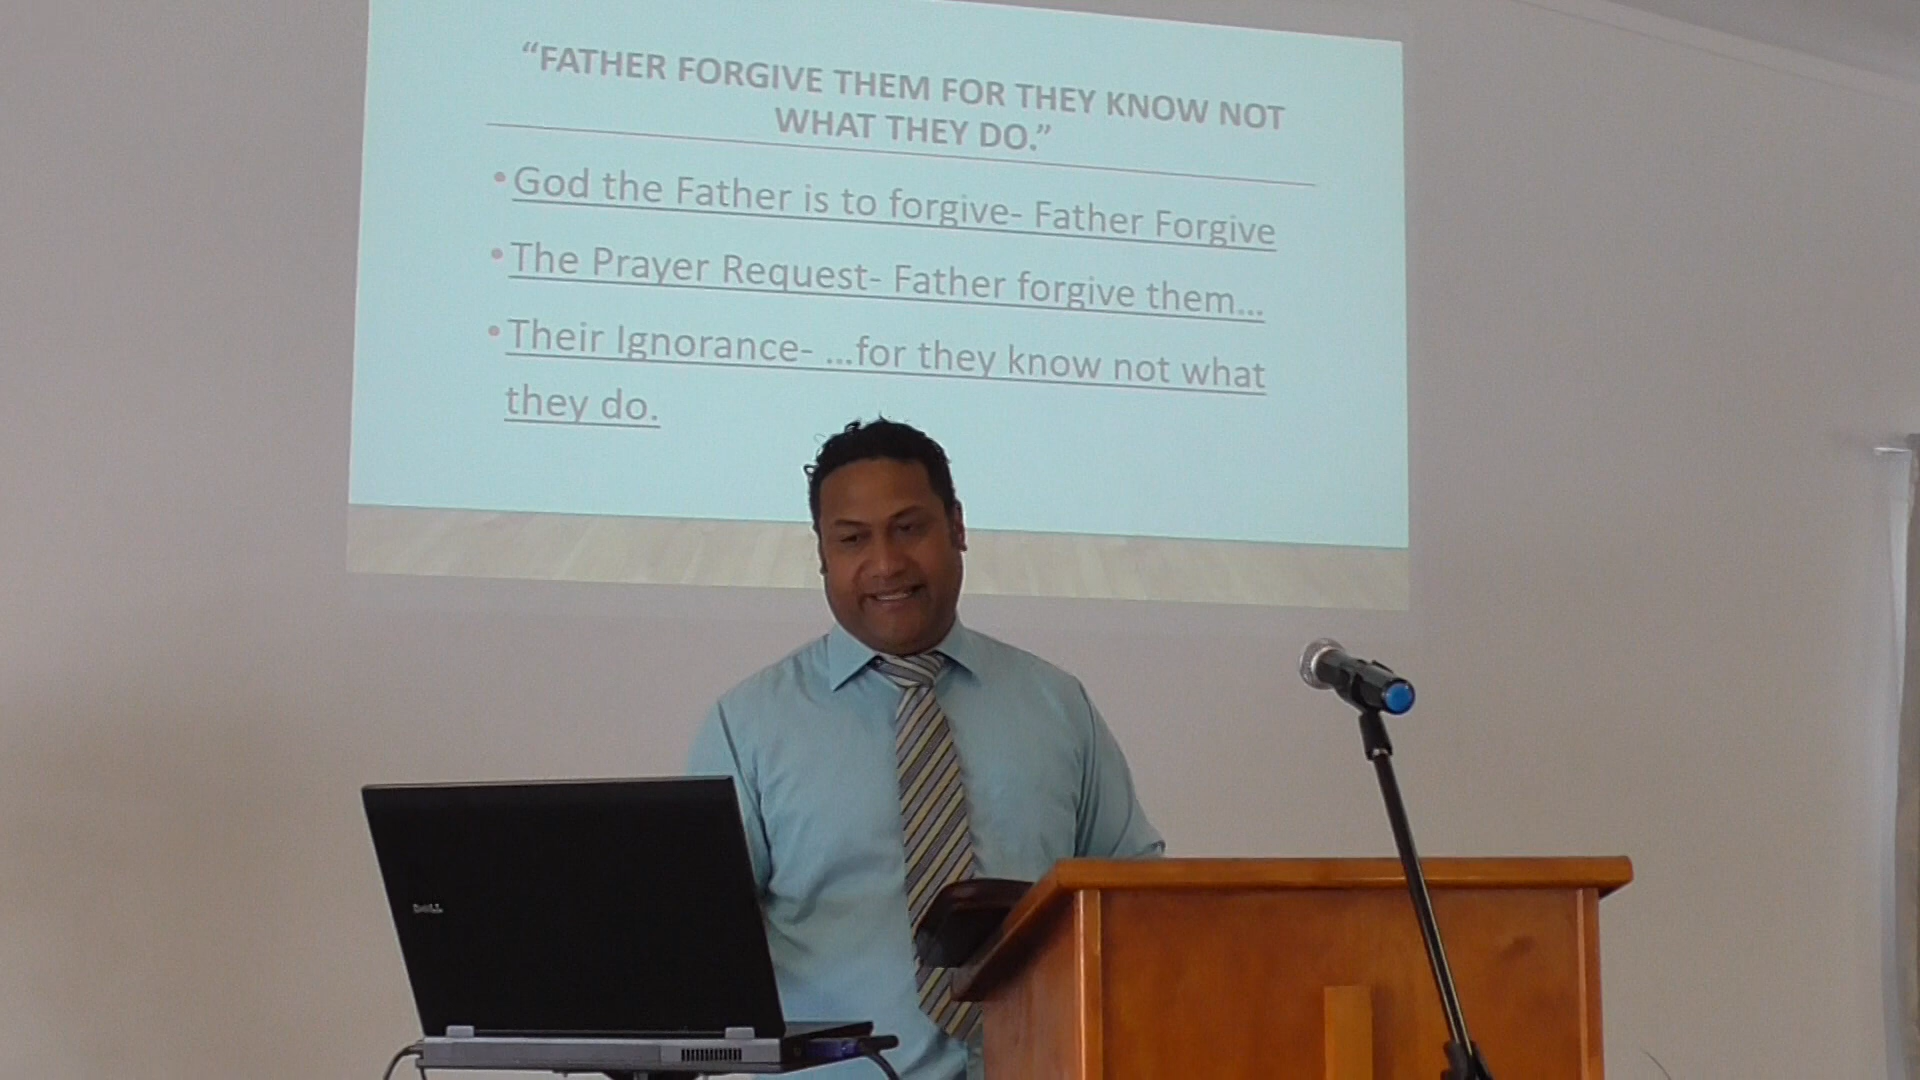 “FATHER FORGIVE THEM FOR THEY KNOW NOT
WHAT THEY DO.”
•God the Father is to forgive- Father Forgive
•The Prayer Request- Father forgive them...
•Their Ignorance- ...for they know not what
they do.
DELL